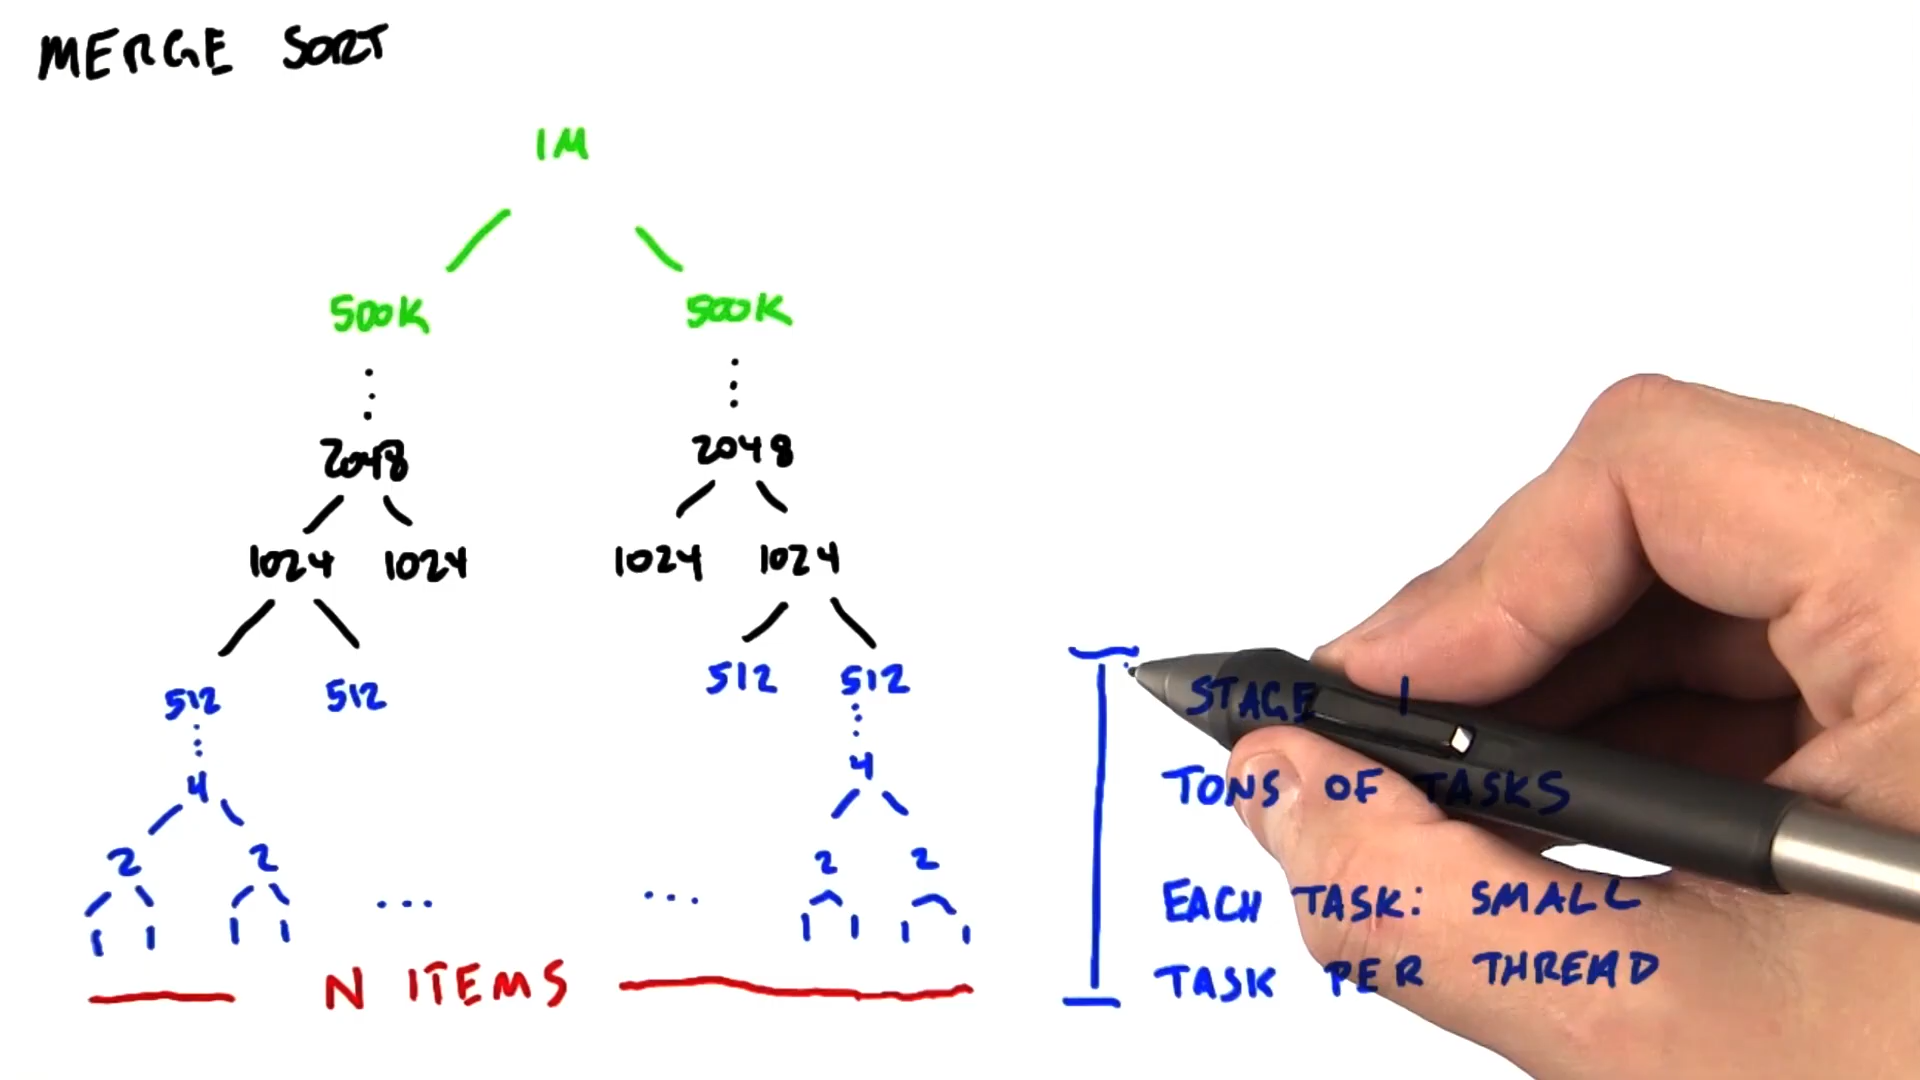 MERGE SORT
1M
500K 500K
2048 2048
1024 1024 1024 1024
512 512 512 512
STAGE 1
4 4
TONS OF TASKS
2 2 2 2
EACH TASK: SMALL
1 1 1 1 ... ... 1 1 1 1
TASK PER THREAD
N ITEMS